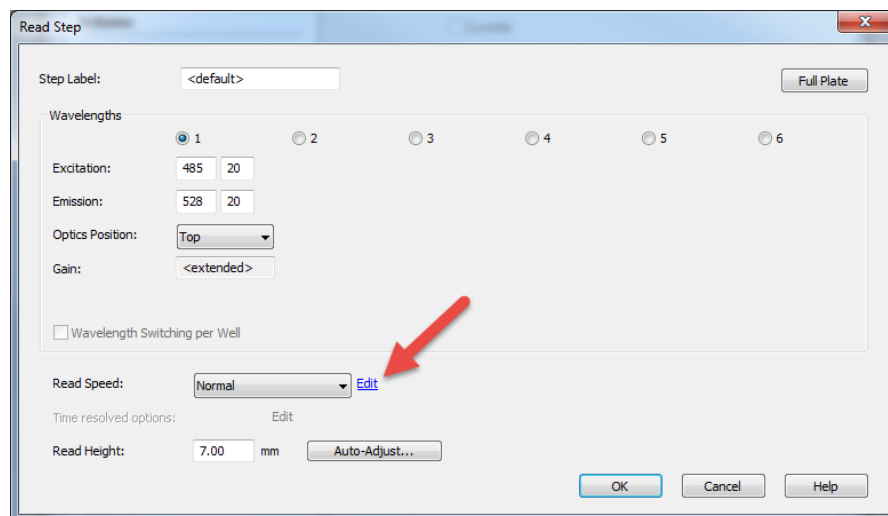 Read Step
Step Label:
<default>
Full Plate
Wavelengths
1 2 3 4 5 6
Excitation: 485 20
Emission: 528 20
Optics Position: Top
Gain: <extended>
Wavelength Switching per Well
Read Speed: Normal Edit
Time resolved options: Edit
Read Height: 7.00 mm Auto-Adjust...
OK Cancel Help